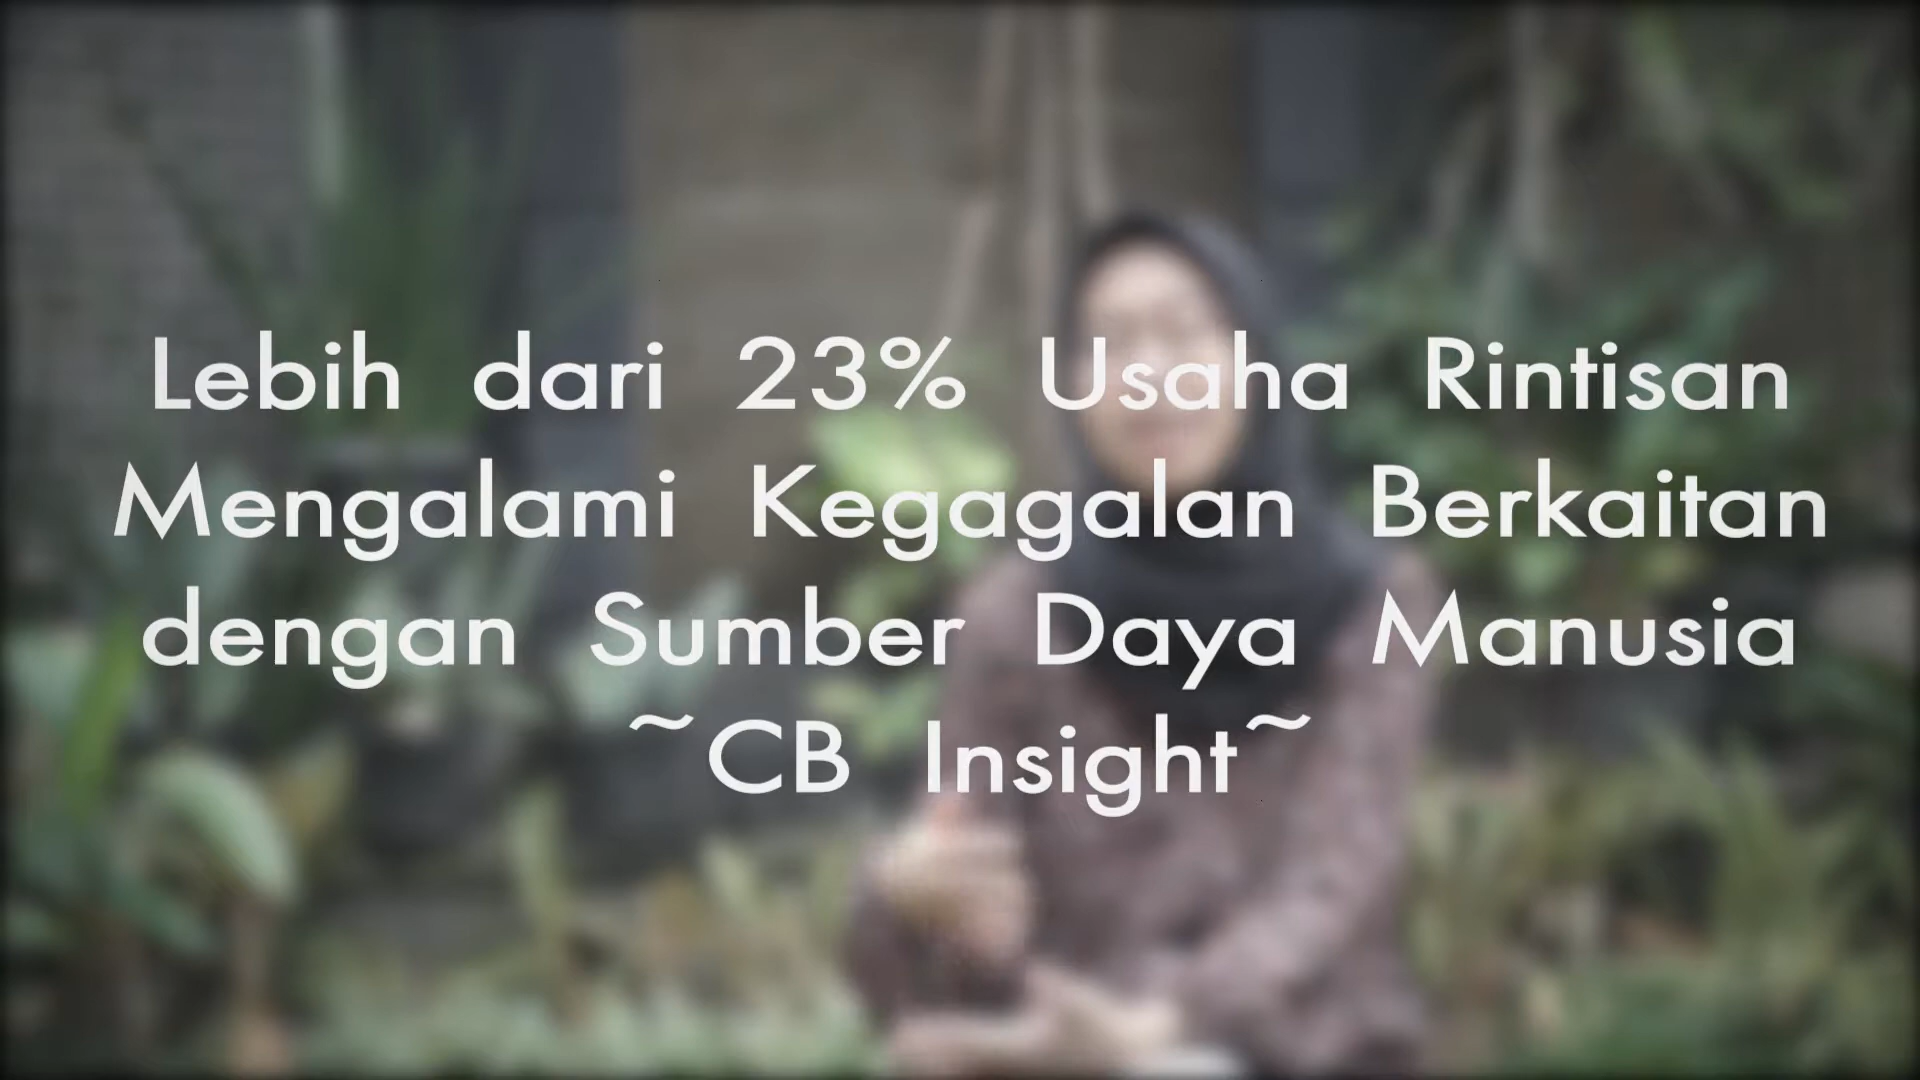 Lebih dari 23% Usaha Rintisan
Mengalami Kegagalan Berkaitan
dengan Sumber Daya Manusia
~CB Insight~